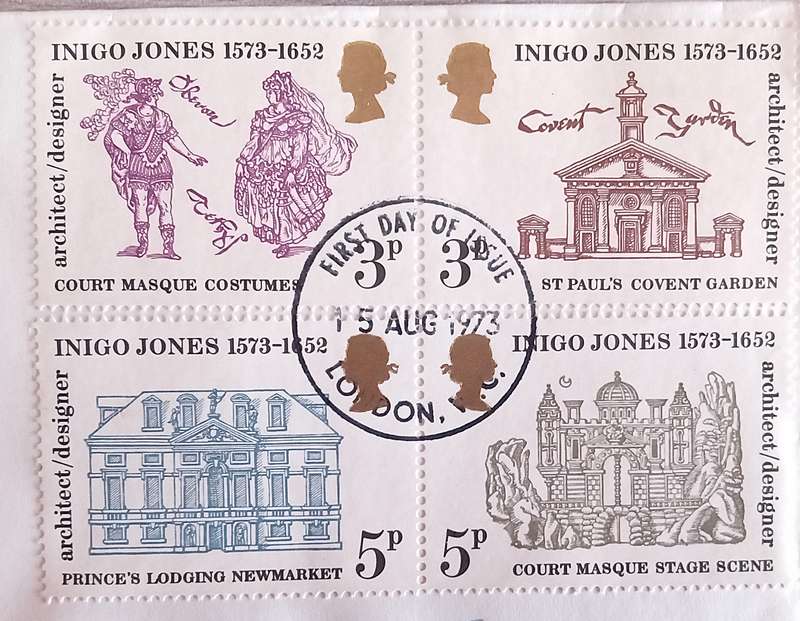 INIGO JONES 1573-1652
architect/designer
Oberon
3p
COURT MASQUE COSTUMES
INIGO JONES 1573-1652
architect/designer
Covent Garden
3p
ST PAUL'S COVENT GARDEN
FIRST DAY OF ISSUE
15 AUG 1973
LONDON, W.C.
INIGO JONES 1573-1652
architect/designer
5p
PRINCE'S LODGING NEWMARKET
INIGO JONES 1573-1652
architect/designer
5p
COURT MASQUE STAGE SCENE